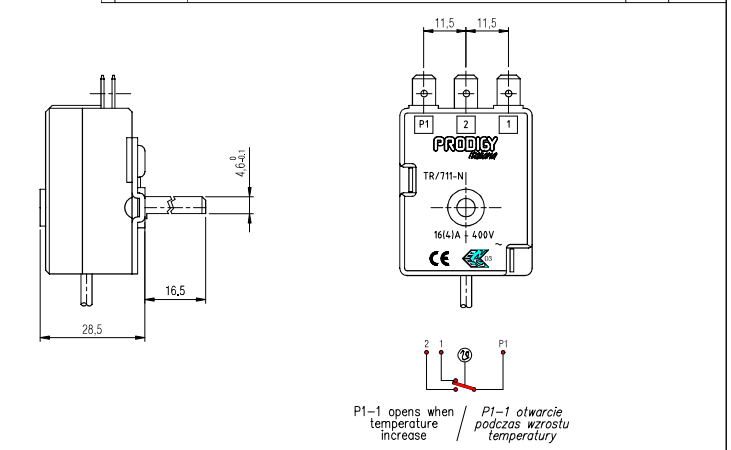 11,5 11,5
P1 2 1
PRODIGY
italiana
TR/711-N
16(4)A ~ 400V
CE 03
4,6 0 -0.1
16.5
28,5
2 1 P1
P1-1 opens when
temperature
increase
/
P1-1 otwarcie
podczas wzrostu
temperatury